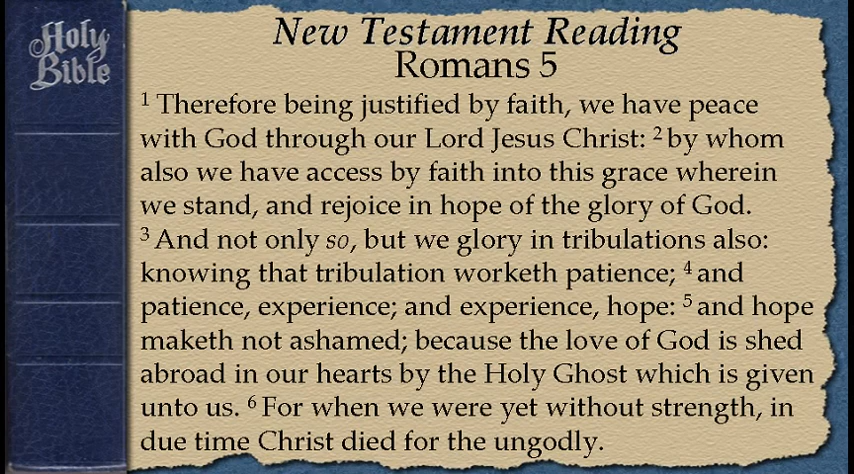 Holy
Bible
New Testament Reading
Romans 5
1 Therefore being justified by faith, we have peace
with God through our Lord Jesus Christ: 2 by whom
also we have access by faith into this grace wherein
we stand, and rejoice in hope of the glory of God.
3 And not only so, but we glory in tribulations also:
knowing that tribulation worketh patience; 4 and
patience, experience; and experience, hope: 5 and hope
maketh not ashamed; because the love of God is shed
abroad in our hearts by the Holy Ghost which is given
unto us. 6 For when we were yet without strength, in
due time Christ died for the ungodly.